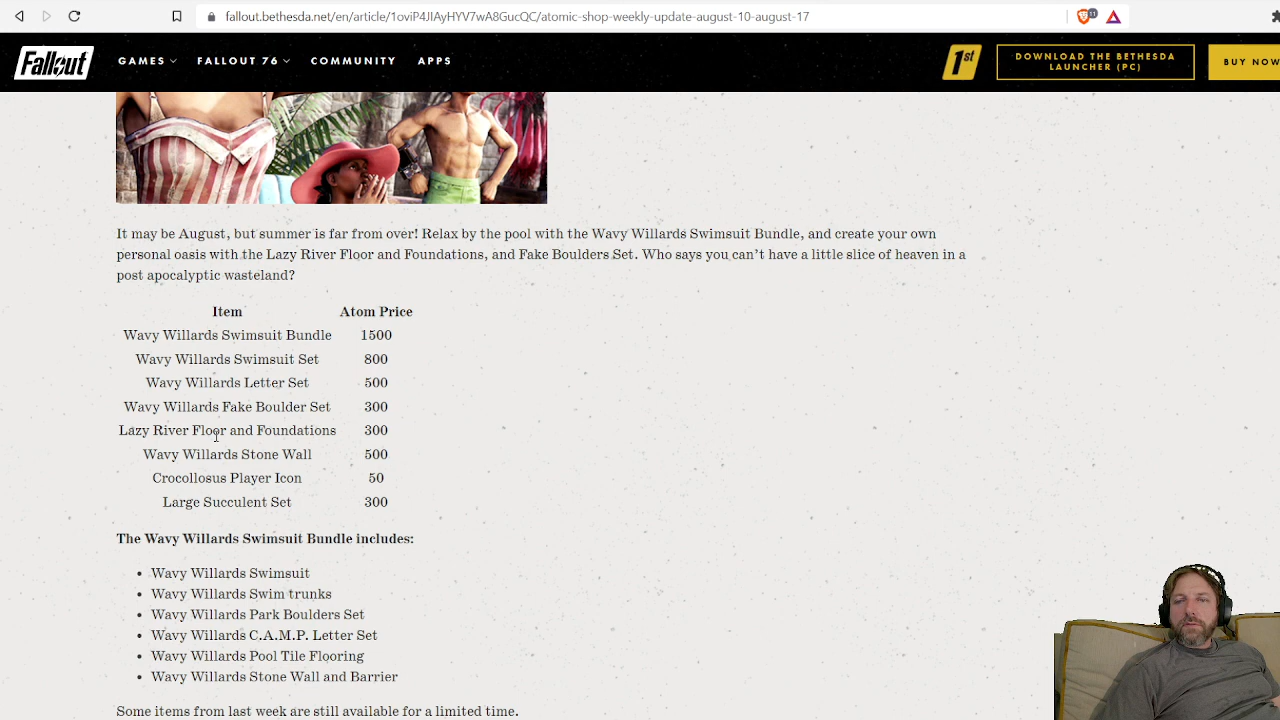 fallout.bethesda.net/en/article/1oviP4JIAyHYV7wA8GucQC/atomic-shop-weekly-update-august-10-august-17
11
Fallout
GAMES
FALLOUT 76
COMMUNITY
APPS
1st
DOWNLOAD THE BETHESDA
LAUNCHER (PC)
BUY NOW
It may be August, but summer is far from over! Relax by the pool with the Wavy Willards Swimsuit Bundle, and create your own
personal oasis with the Lazy River Floor and Foundations, and Fake Boulders Set. Who says you can't have a little slice of heaven in a
post apocalyptic wasteland?
Item Atom Price
Wavy Willards Swimsuit Bundle 1500
Wavy Willards Swimsuit Set 800
Wavy Willards Letter Set 500
Wavy Willards Fake Boulder Set 300
Lazy River Floor and Foundations 300
Wavy Willards Stone Wall 500
Crocollosus Player Icon 50
Large Succulent Set 300
The Wavy Willards Swimsuit Bundle includes:
• Wavy Willards Swimsuit
• Wavy Willards Swim trunks
• Wavy Willards Park Boulders Set
• Wavy Willards C.A.M.P. Letter Set
• Wavy Willards Pool Tile Flooring
• Wavy Willards Stone Wall and Barrier
Some items from last week are still available for a limited time.